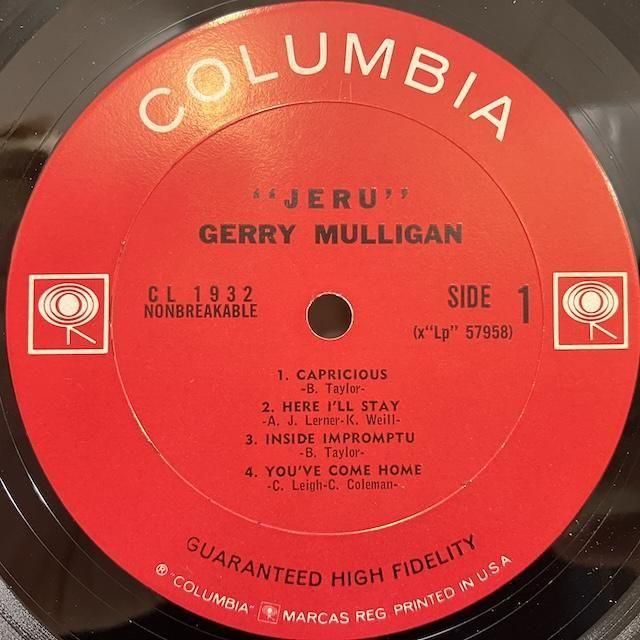 COLUMBIA
"JERU"
GERRY MULLIGAN
CL 1932
NONBREAKABLE
SIDE 1
(x"Lp" 57958)
1. CAPRICIOUS
-B. Taylor-
2. HERE I'LL STAY
-A. J. Lerner-K. Weill-
3. INSIDE IMPROMPTU
-B. Taylor-
4. YOU'VE COME HOME
-C. Leigh-C. Coleman-
GUARANTEED HIGH FIDELITY
® "COLUMBIA" MARCAS REG. PRINTED IN U.S.A.